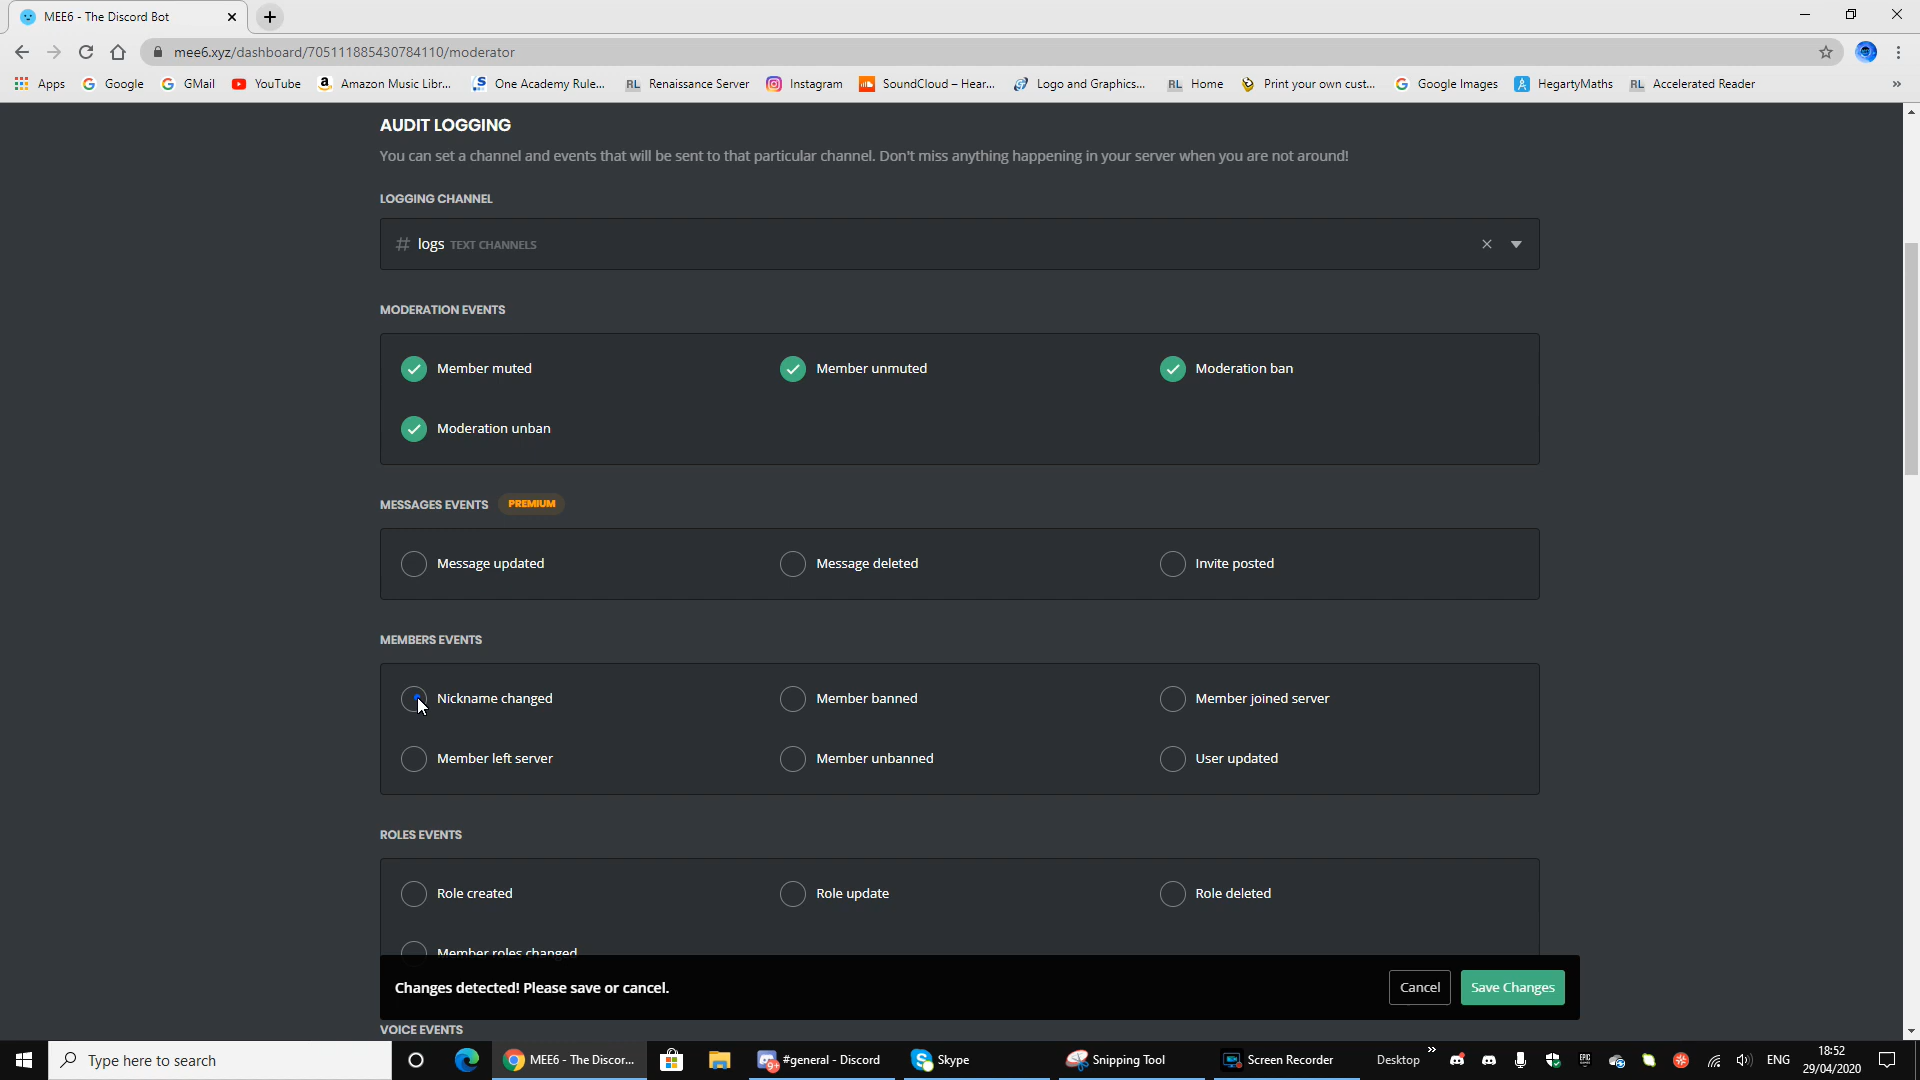 MEE6 - The Discord Bot
mee6.xyz/dashboard/705111885430784110/moderator
Apps Google GMail YouTube Amazon Music Libr... One Academy Rule... RL Renaissance Server Instagram SoundCloud – Hear... Logo and Graphics... RL Home Print your own cust... Google Images HegartyMaths RL Accelerated Reader »
AUDIT LOGGING
You can set a channel and events that will be sent to that particular channel. Don't miss anything happening in your server when you are not around!
LOGGING CHANNEL
# logs TEXT CHANNELS
MODERATION EVENTS
Member muted Member unmuted Moderation ban
Moderation unban
MESSAGES EVENTS PREMIUM
Message updated Message deleted Invite posted
MEMBERS EVENTS
Nickname changed Member banned Member joined server
Member left server Member unbanned User updated
ROLES EVENTS
Role created Role update Role deleted
Member roles changed
Changes detected! Please save or cancel. Cancel Save Changes
VOICE EVENTS
Type here to search MEE6 - The Discor... #general - Discord Skype Snipping Tool Screen Recorder Desktop » ENG 18:52
29/04/2020